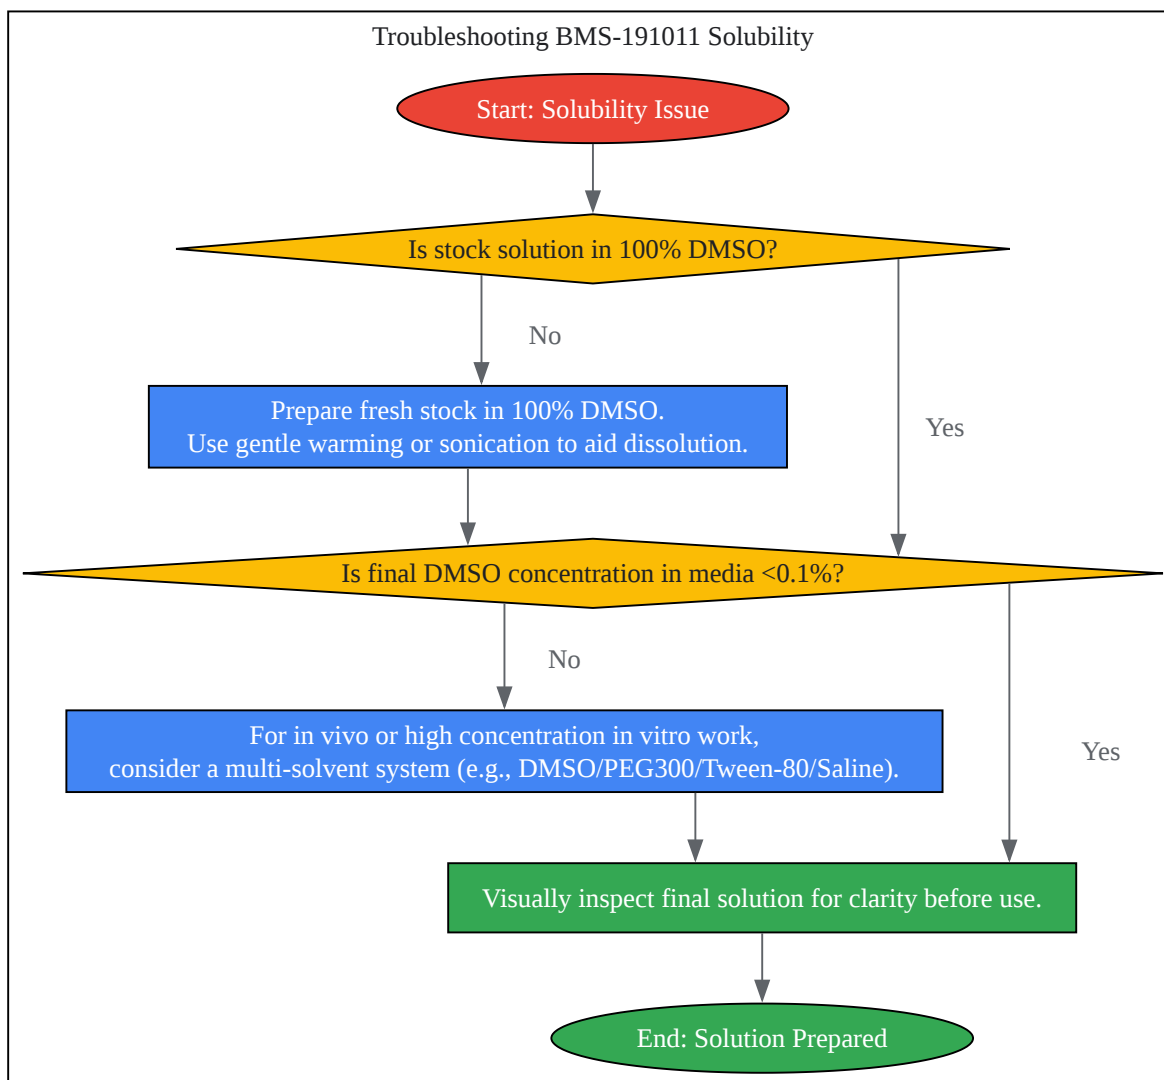 Troubleshooting BMS-191011 Solubility
Start: Solubility Issue
Is stock solution in 100% DMSO?
No
Prepare fresh stock in 100% DMSO.
Use gentle warming or sonication to aid dissolution.
Yes
Is final DMSO concentration in media <0.1%?
No
For in vivo or high concentration in vitro work,
consider a multi-solvent system (e.g., DMSO/PEG300/Tween-80/Saline).
Yes
Visually inspect final solution for clarity before use.
End: Solution Prepared